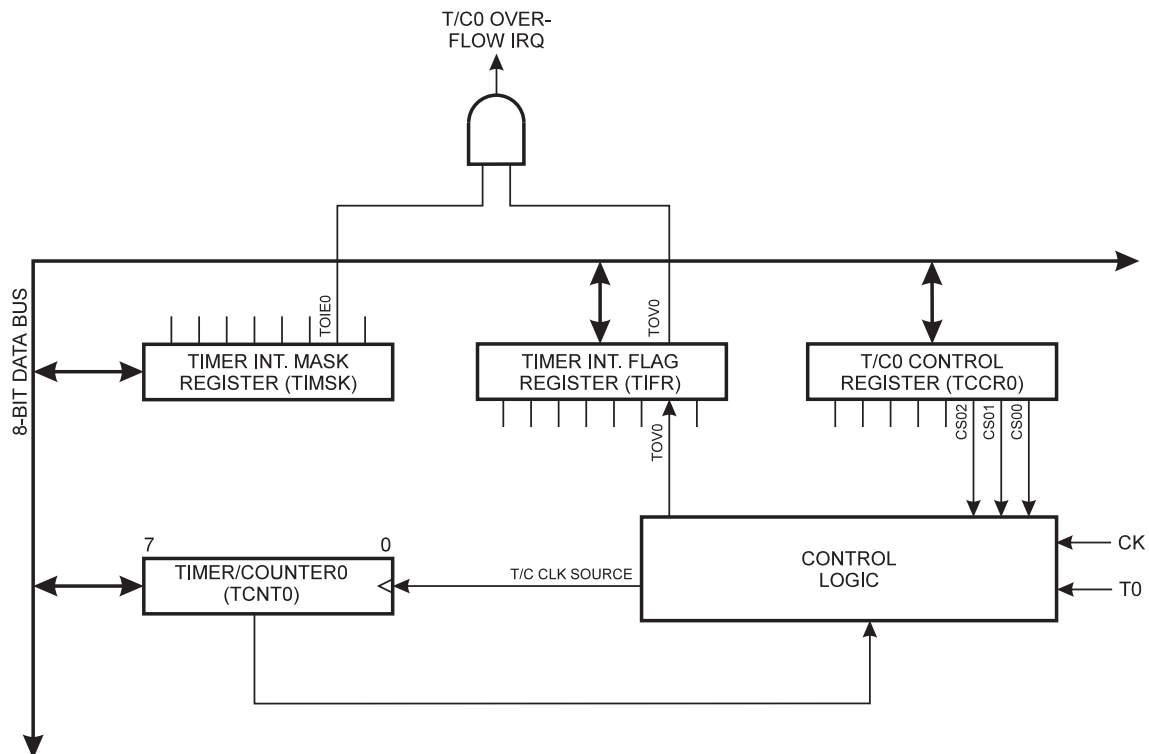 T/C0 OVER-
FLOW IRQ
8-BIT DATA BUS
TOIE0
TOV0
TIMER INT. MASK
REGISTER (TIMSK)
TIMER INT. FLAG
REGISTER (TIFR)
T/C0 CONTROL
REGISTER (TCCR0)
TOV0
CS02
CS01
CS00
7
0
TIMER/COUNTER0
(TCNT0)
T/C CLK SOURCE
CONTROL
LOGIC
CK
T0